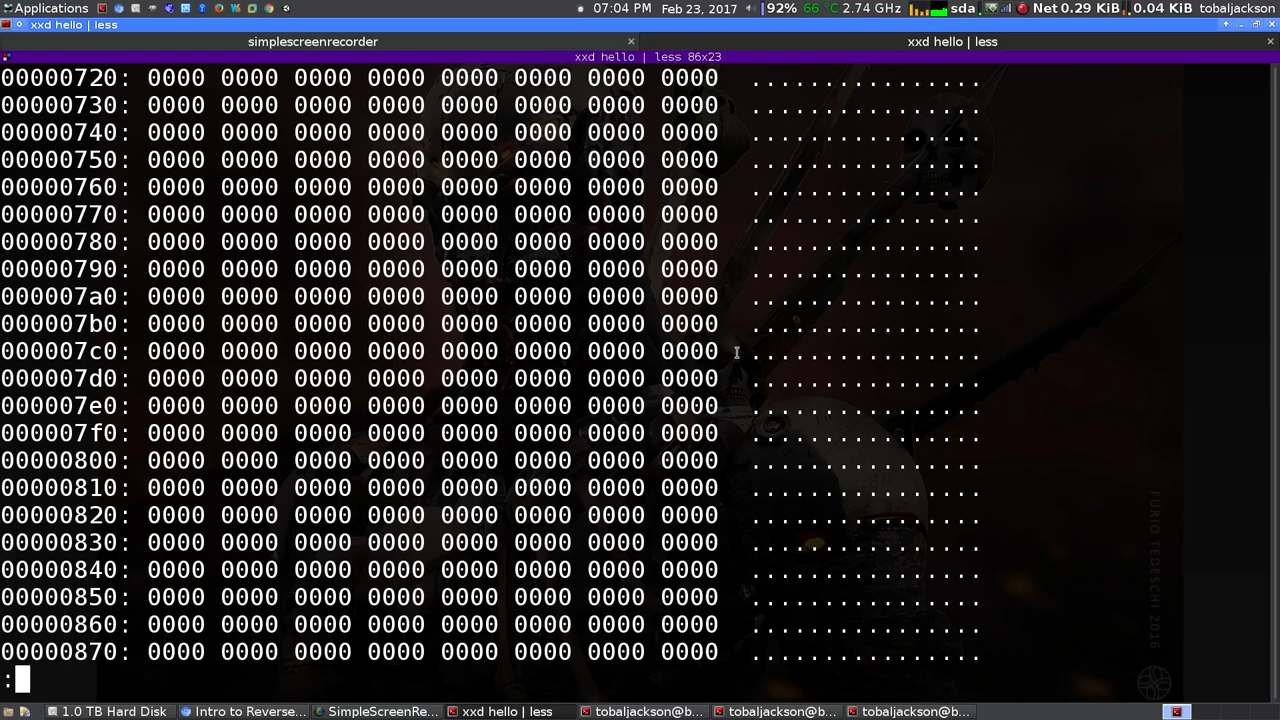 Applications 07:04 PM Feb 23, 2017 92% 66 °C 2.74 GHz sda Net 0.29 KiB 0.04 KiB tobaljackson
xxd hello | less
simplescreenrecorder × xxd hello | less ×
xxd hello | less 86x23
00000720: 0000 0000 0000 0000 0000 0000 0000 0000  ................
00000730: 0000 0000 0000 0000 0000 0000 0000 0000  ................
00000740: 0000 0000 0000 0000 0000 0000 0000 0000  ................
00000750: 0000 0000 0000 0000 0000 0000 0000 0000  ................
00000760: 0000 0000 0000 0000 0000 0000 0000 0000  ................
00000770: 0000 0000 0000 0000 0000 0000 0000 0000  ................
00000780: 0000 0000 0000 0000 0000 0000 0000 0000  ................
00000790: 0000 0000 0000 0000 0000 0000 0000 0000  ................
000007a0: 0000 0000 0000 0000 0000 0000 0000 0000  ................
000007b0: 0000 0000 0000 0000 0000 0000 0000 0000  ................
000007c0: 0000 0000 0000 0000 0000 0000 0000 0000  ................
000007d0: 0000 0000 0000 0000 0000 0000 0000 0000  ................
000007e0: 0000 0000 0000 0000 0000 0000 0000 0000  ................
000007f0: 0000 0000 0000 0000 0000 0000 0000 0000  ................
00000800: 0000 0000 0000 0000 0000 0000 0000 0000  ................
00000810: 0000 0000 0000 0000 0000 0000 0000 0000  ................
00000820: 0000 0000 0000 0000 0000 0000 0000 0000  ................
00000830: 0000 0000 0000 0000 0000 0000 0000 0000  ................
00000840: 0000 0000 0000 0000 0000 0000 0000 0000  ................
00000850: 0000 0000 0000 0000 0000 0000 0000 0000  ................
00000860: 0000 0000 0000 0000 0000 0000 0000 0000  ................
00000870: 0000 0000 0000 0000 0000 0000 0000 0000  ................
:
FURIO TEDESCHI 2016
1.0 TB Hard Disk Intro to Reverse... SimpleScreenRe... xxd hello | less tobaljackson@b... tobaljackson@b... tobaljackson@b...